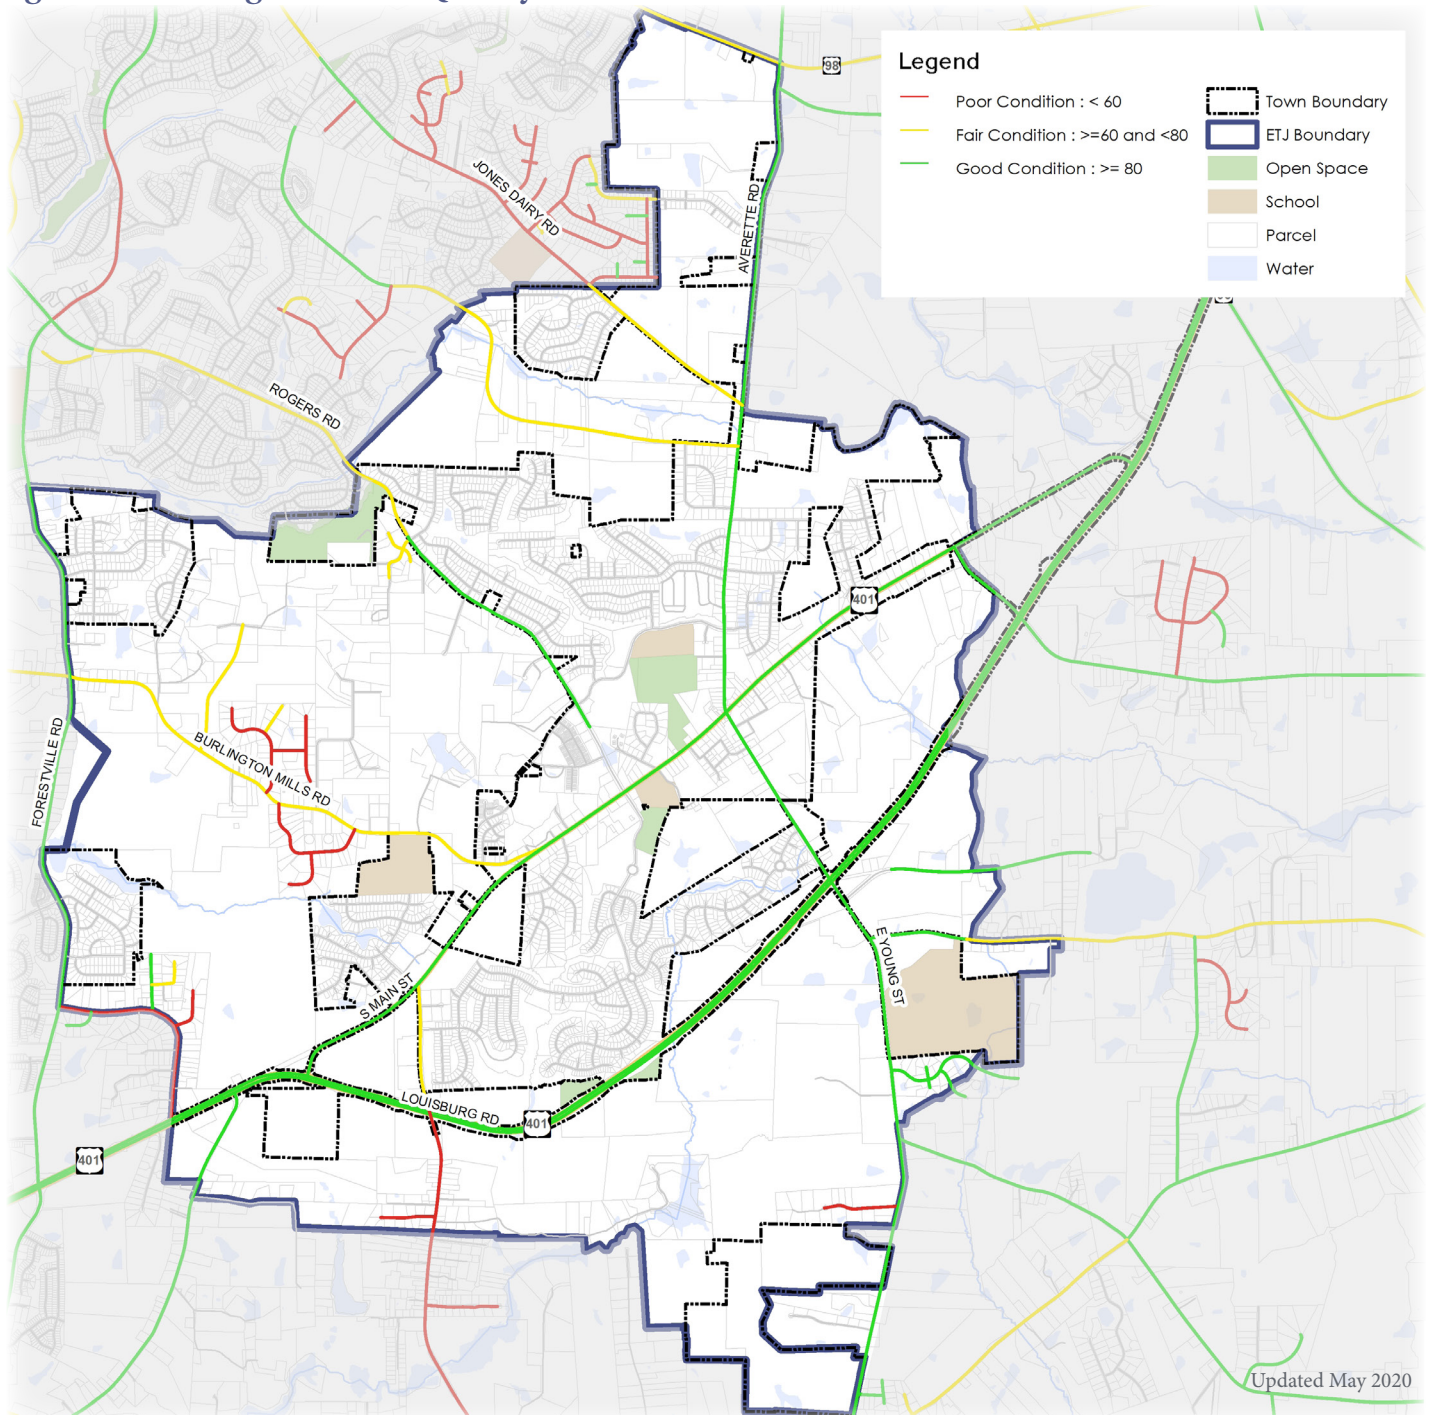 98
Legend
Poor Condition : < 60
Fair Condition : >=60 and <80
Good Condition : >= 80
Town Boundary
ETJ Boundary
Open Space
School
Parcel
Water
JONES DAIRY RD
AVERETTE RD
ROGERS RD
401
FORESTVILLE RD
BURLINGTON MILLS RD
E YOUNG ST
S MAIN ST
LOUISBURG RD
401
401
Updated May 2020